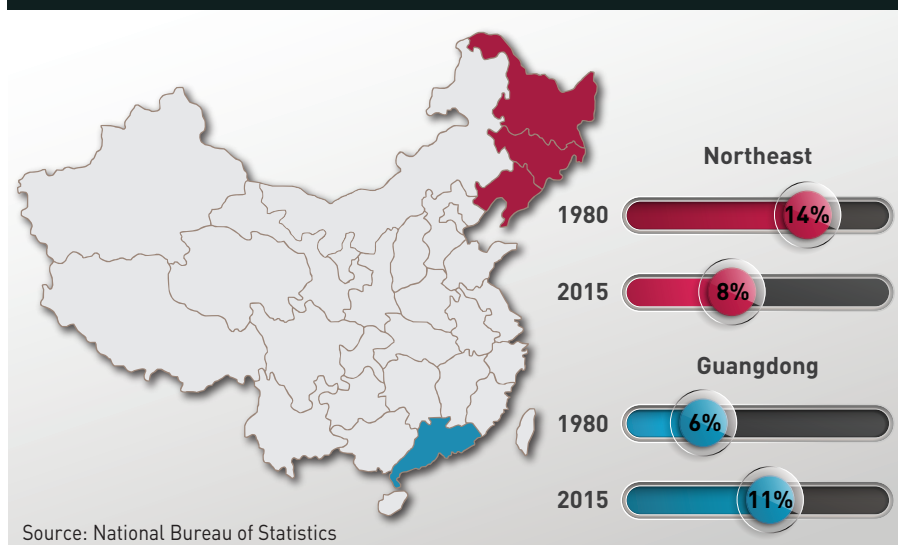 Northeast
1980 14%
2015 8%
Guangdong
1980 6%
2015 11%
Source: National Bureau of Statistics